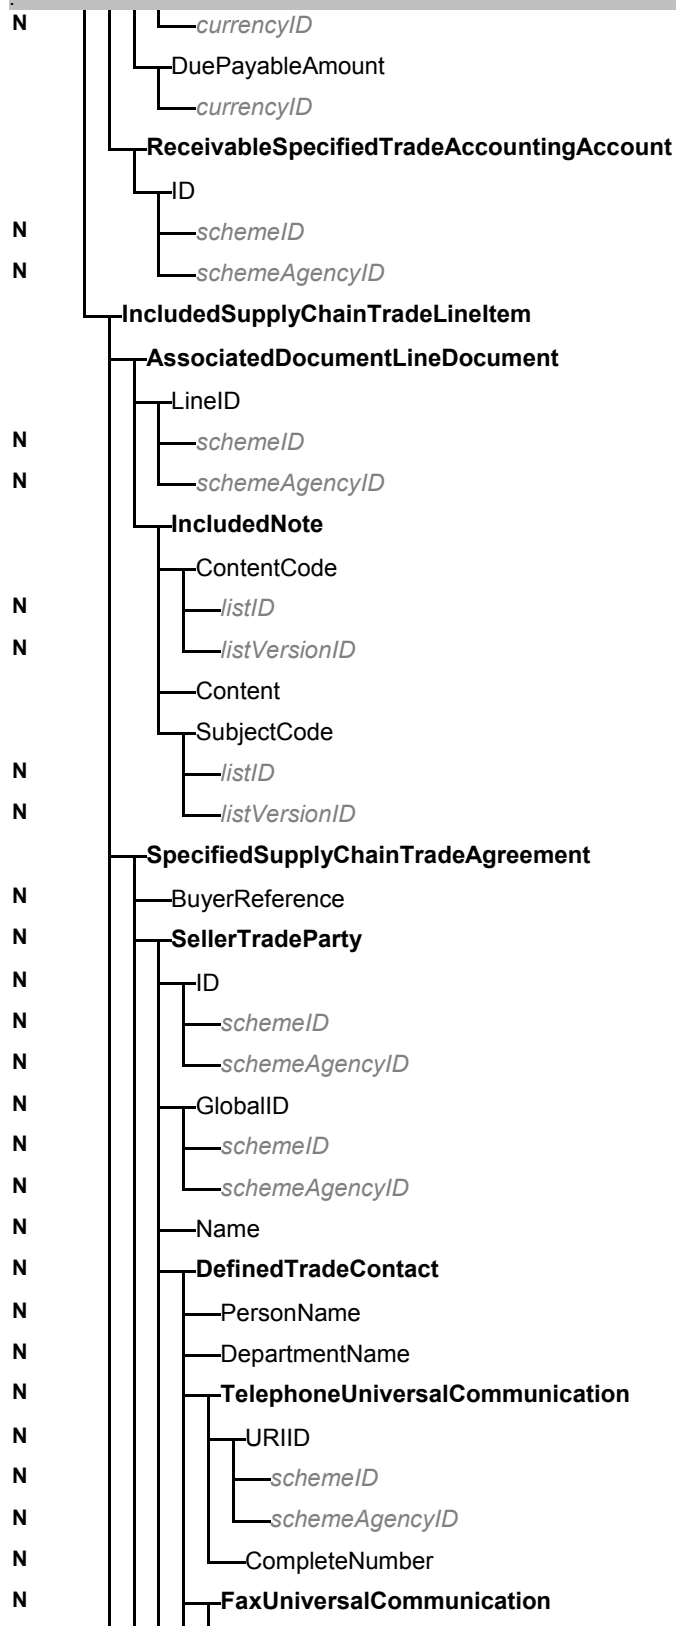 N currencyID
DuePayableAmount
currencyID
ReceivableSpecifiedTradeAccountingAccount
ID
N schemeID
N schemeAgencyID
IncludedSupplyChainTradeLineItem
AssociatedDocumentLineDocument
LineID
N schemeID
N schemeAgencyID
IncludedNote
ContentCode
N listID
N listVersionID
Content
SubjectCode
N listID
N listVersionID
SpecifiedSupplyChainTradeAgreement
N BuyerReference
N SellerTradeParty
N ID
N schemeID
N schemeAgencyID
N GlobalID
N schemeID
N schemeAgencyID
N Name
N DefinedTradeContact
N PersonName
N DepartmentName
N TelephoneUniversalCommunication
N URIID
N schemeID
N schemeAgencyID
N CompleteNumber
N FaxUniversalCommunication